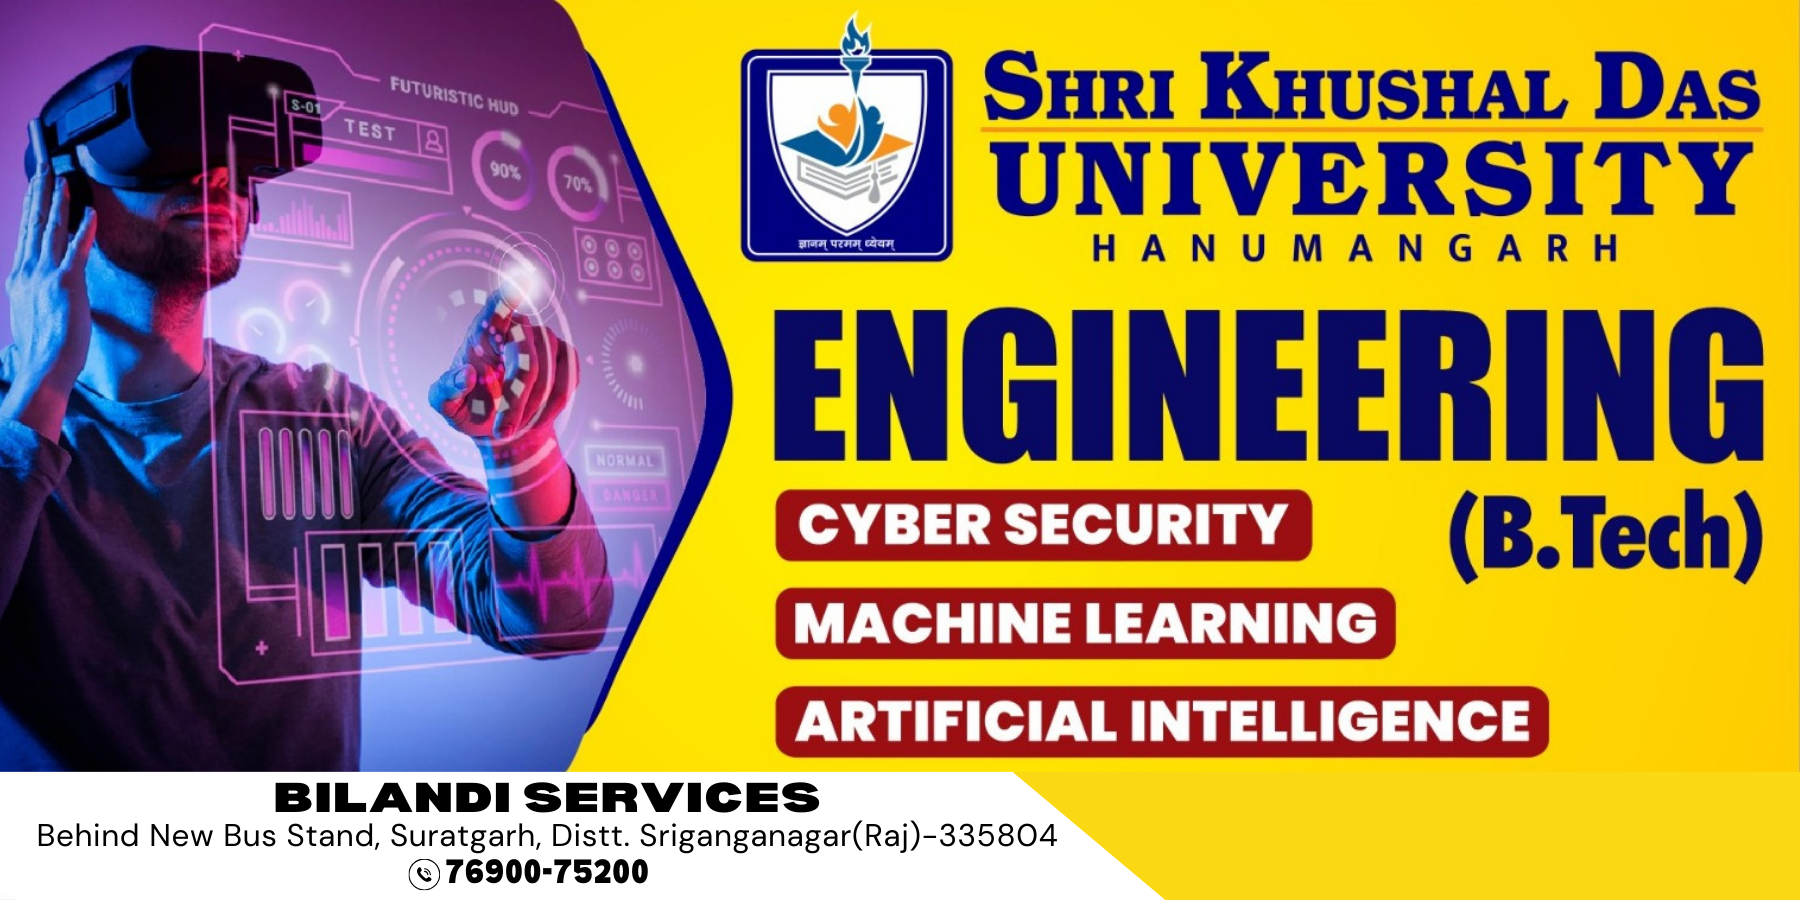 FUTURISTIC HUD
S-01
TEST
90%
70%
NORMAL
DANGER
ज्ञानम् परमम् ध्येयम्
SHRI KHUSHAL DAS
UNIVERSITY
HANUMANGARH
ENGINEERING
(B.Tech)
CYBER SECURITY
MACHINE LEARNING
ARTIFICIAL INTELLIGENCE
BILANDI SERVICES
Behind New Bus Stand, Suratgarh, Distt. Sriganganagar(Raj)-335804
76900-75200